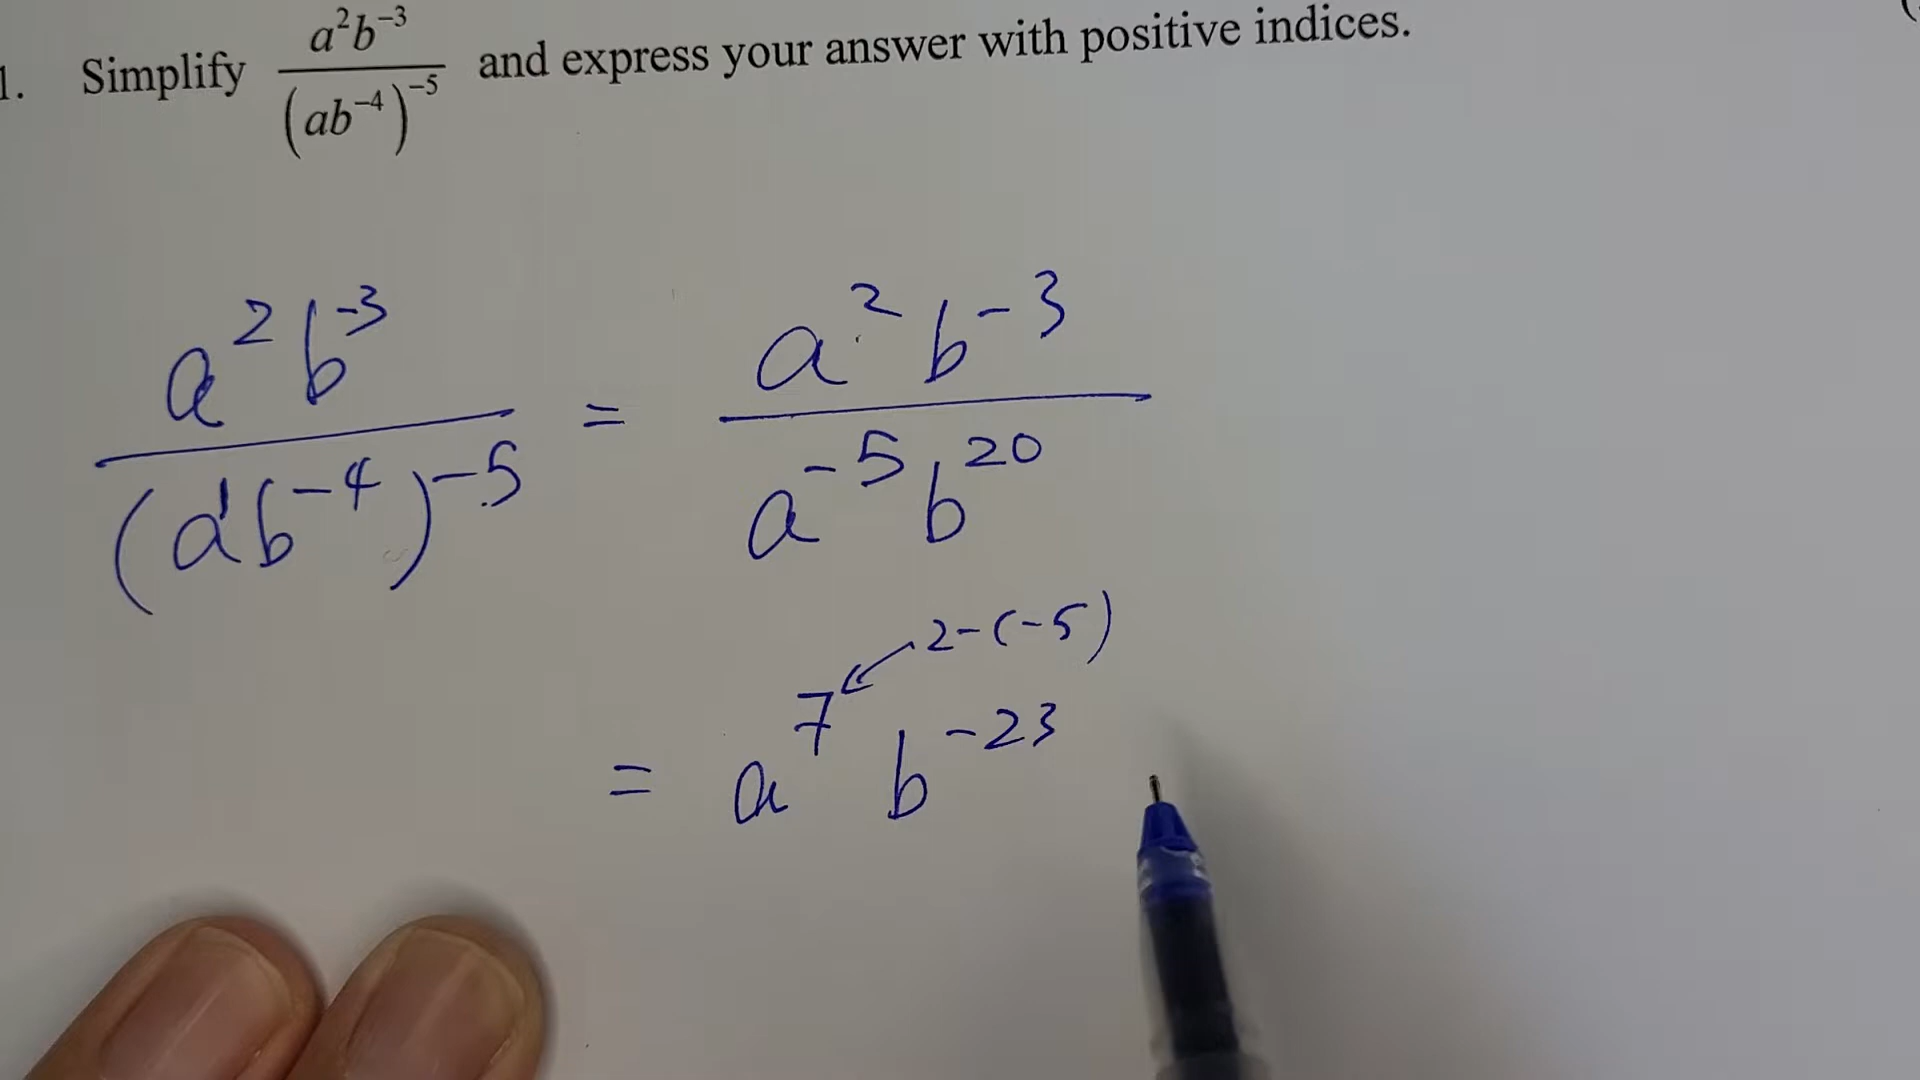 1. Simplify a²b⁻³/(ab⁻⁴)⁻⁵ and express your answer with positive indices.
a²b⁻³/(a¹b⁻⁴)⁻⁵ = a²b⁻³/a⁻⁵b²⁰
2-(-5)
= a⁷ b⁻²³